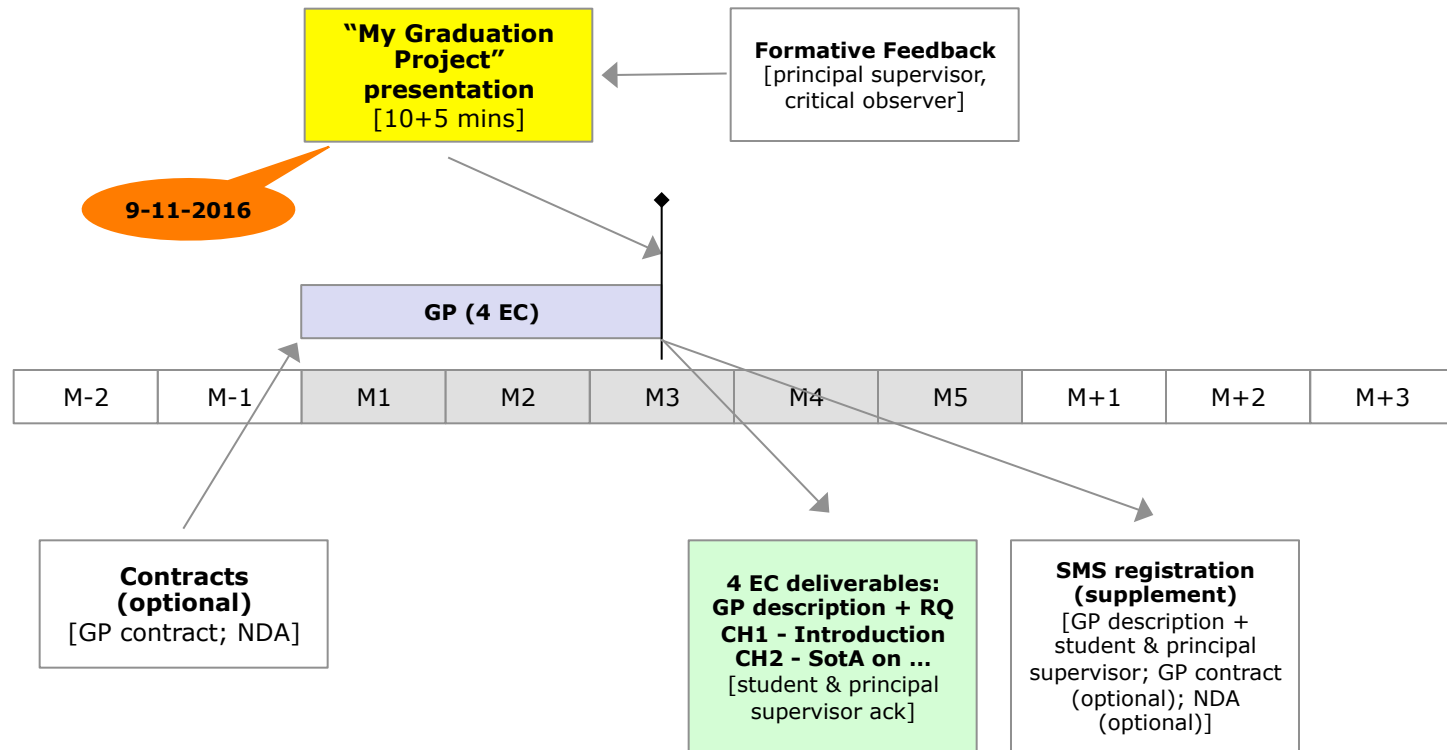 “My Graduation
Project”
presentation
[10+5 mins]
Formative Feedback
[principal supervisor,
critical observer]
9-11-2016
GP (4 EC)
M-2
M-1
M1
M2
M3
M4
M5
M+1
M+2
M+3
Contracts
(optional)
[GP contract; NDA]
4 EC deliverables:
GP description + RQ
CH1 - Introduction
CH2 - SotA on ...
[student & principal
supervisor ack]
SMS registration
(supplement)
[GP description +
student & principal
supervisor; GP contract
(optional); NDA
(optional)]